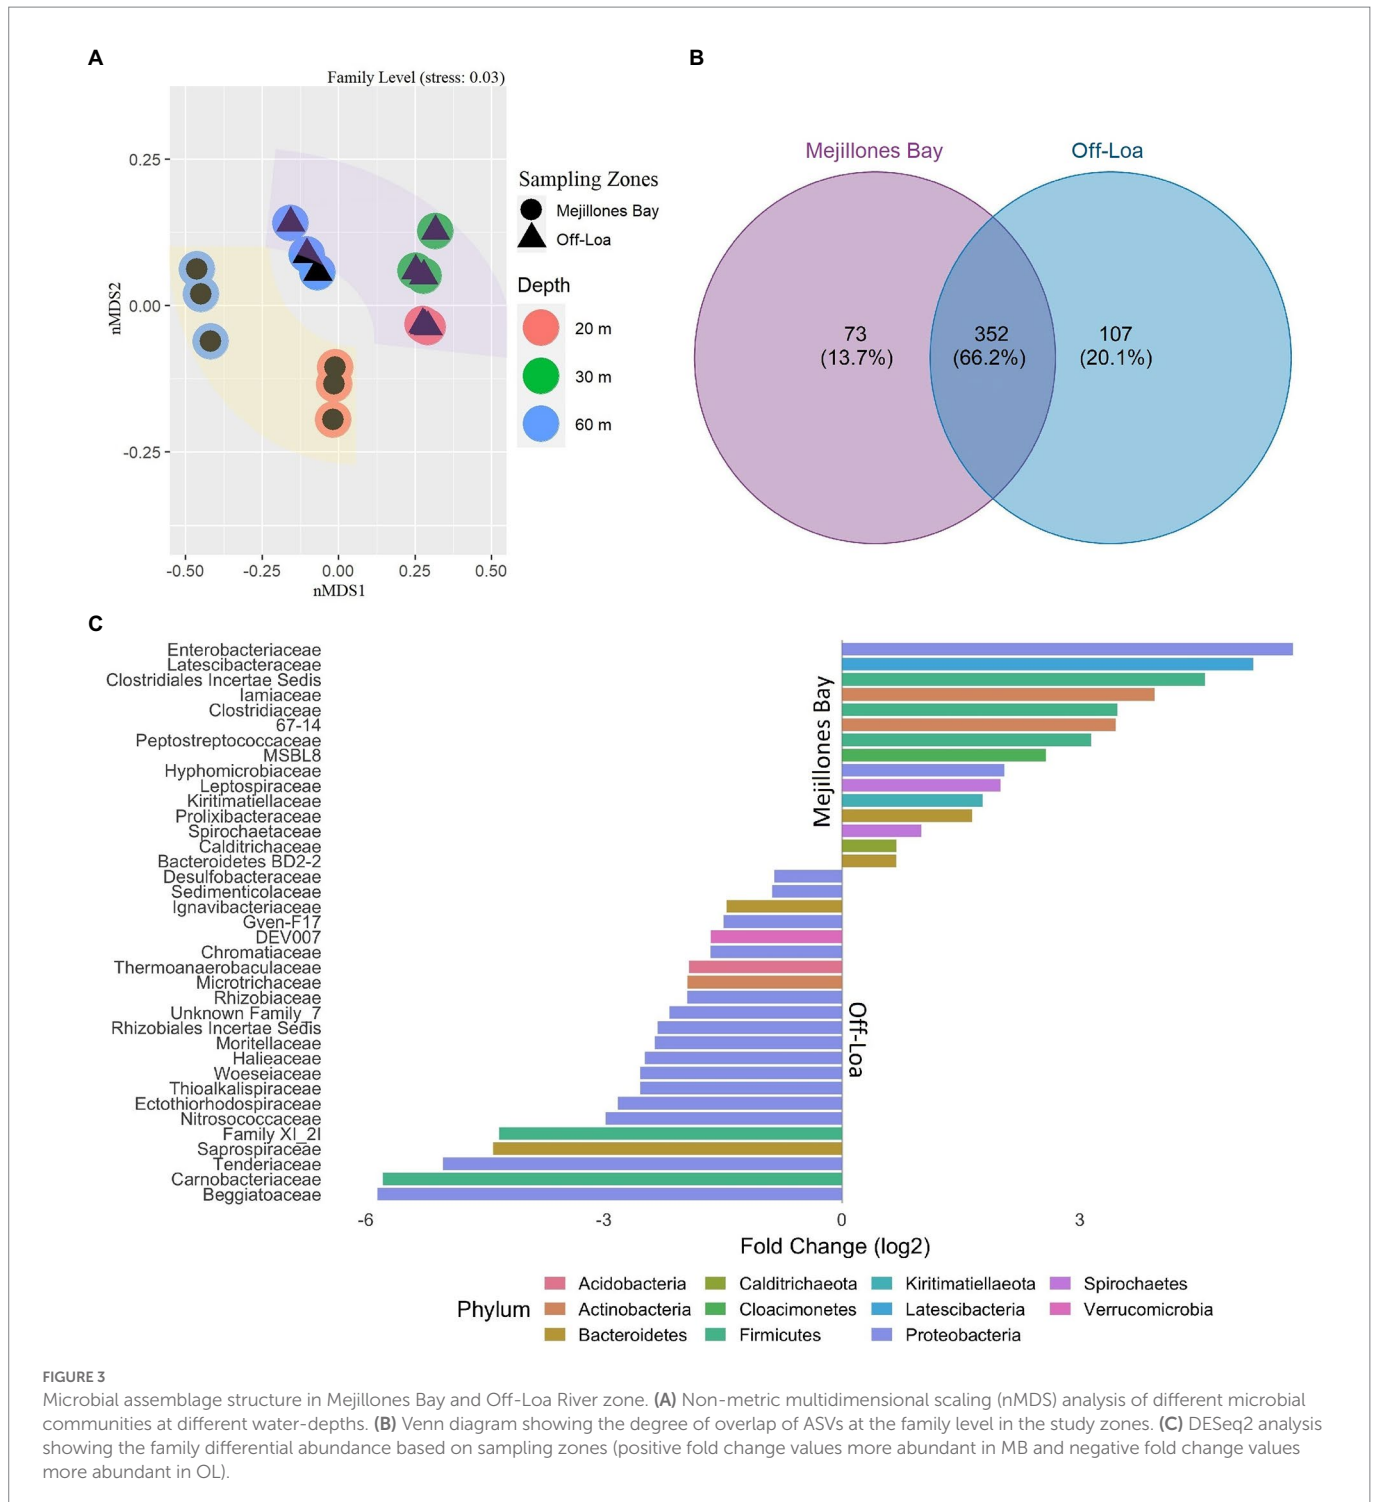 A
Family Level (stress: 0.03)
0.25
0.00
-0.25
nMDS2
-0.50
-0.25
0.00
0.25
0.50
nMDS1
Sampling Zones
Mejillones Bay
Off-Loa
Depth
20 m
30 m
60 m
B
Mejillones Bay
Off-Loa
73
(13.7%)
352
(66.2%)
107
(20.1%)
C
Enterobacteriaceae
Latescibacteraceae
Clostridiales Incertae Sedis
Iamiaceae
Clostridiaceae
67-14
Peptostreptococcaceae
MSBL8
Hyphomicrobiaceae
Leptospiraceae
Kiritimatiellaceae
Prolixibacteraceae
Spirochaetaceae
Calditrichaceae
Bacteroidetes BD2-2
Desulfobacteraceae
Sedimenticolaceae
Ignavibacteriaceae
Gven-F17
DEV007
Chromatiaceae
Thermoanaerobaculaceae
Microtrichaceae
Rhizobiaceae
Unknown Family_7
Rhizobiales Incertae Sedis
Moritellaceae
Halieaceae
Woeseiaceae
Thioalkalispiraceae
Ectothiorhodospiraceae
Nitrosococcaceae
Family XI_2I
Saprospiraceae
Tenderiaceae
Carnobacteriaceae
Beggiatoaceae
Mejillones Bay
Off-Loa
-6
-3
0
3
Fold Change (log2)
Phylum
Acidobacteria
Actinobacteria
Bacteroidetes
Calditrichaeota
Cloacimonetes
Firmicutes
Kiritimatiellaeota
Latescibacteria
Proteobacteria
Spirochaetes
Verrucomicrobia
FIGURE 3
Microbial assemblage structure in Mejillones Bay and Off-Loa River zone. (A) Non-metric multidimensional scaling (nMDS) analysis of different microbial
communities at different water-depths. (B) Venn diagram showing the degree of overlap of ASVs at the family level in the study zones. (C) DESeq2 analysis
showing the family differential abundance based on sampling zones (positive fold change values more abundant in MB and negative fold change values
more abundant in OL).